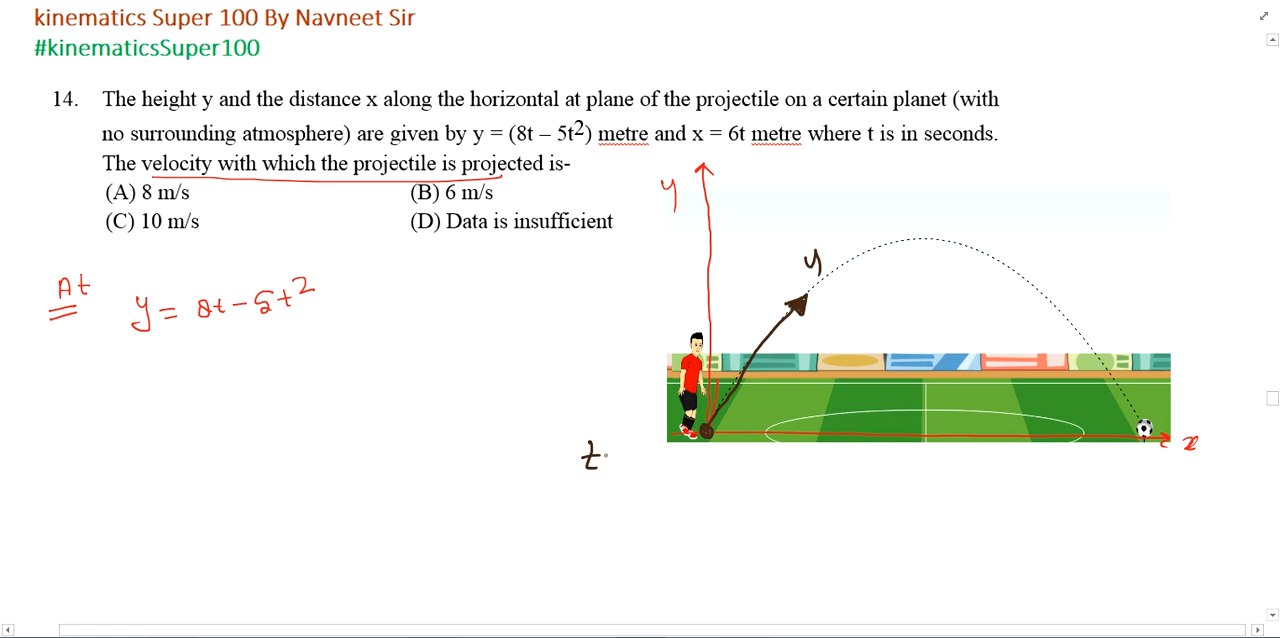 kinematics Super 100 By Navneet Sir
#kinematicsSuper100
14. The height y and the distance x along the horizontal at plane of the projectile on a certain planet (with
no surrounding atmosphere) are given by y = (8t – 5t²) metre and x = 6t metre where t is in seconds.
The velocity with which the projectile is projected is-
(A) 8 m/s (B) 6 m/s
(C) 10 m/s (D) Data is insufficient
y
y
At y = 8t - 5t²
x
t